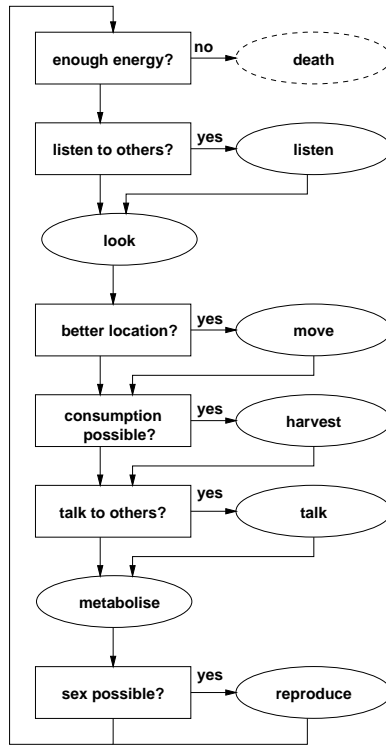 enough energy?
no
death
listen to others?
yes
listen
look
better location?
yes
move
consumption
possible?
yes
harvest
talk to others?
yes
talk
metabolise
sex possible?
yes
reproduce